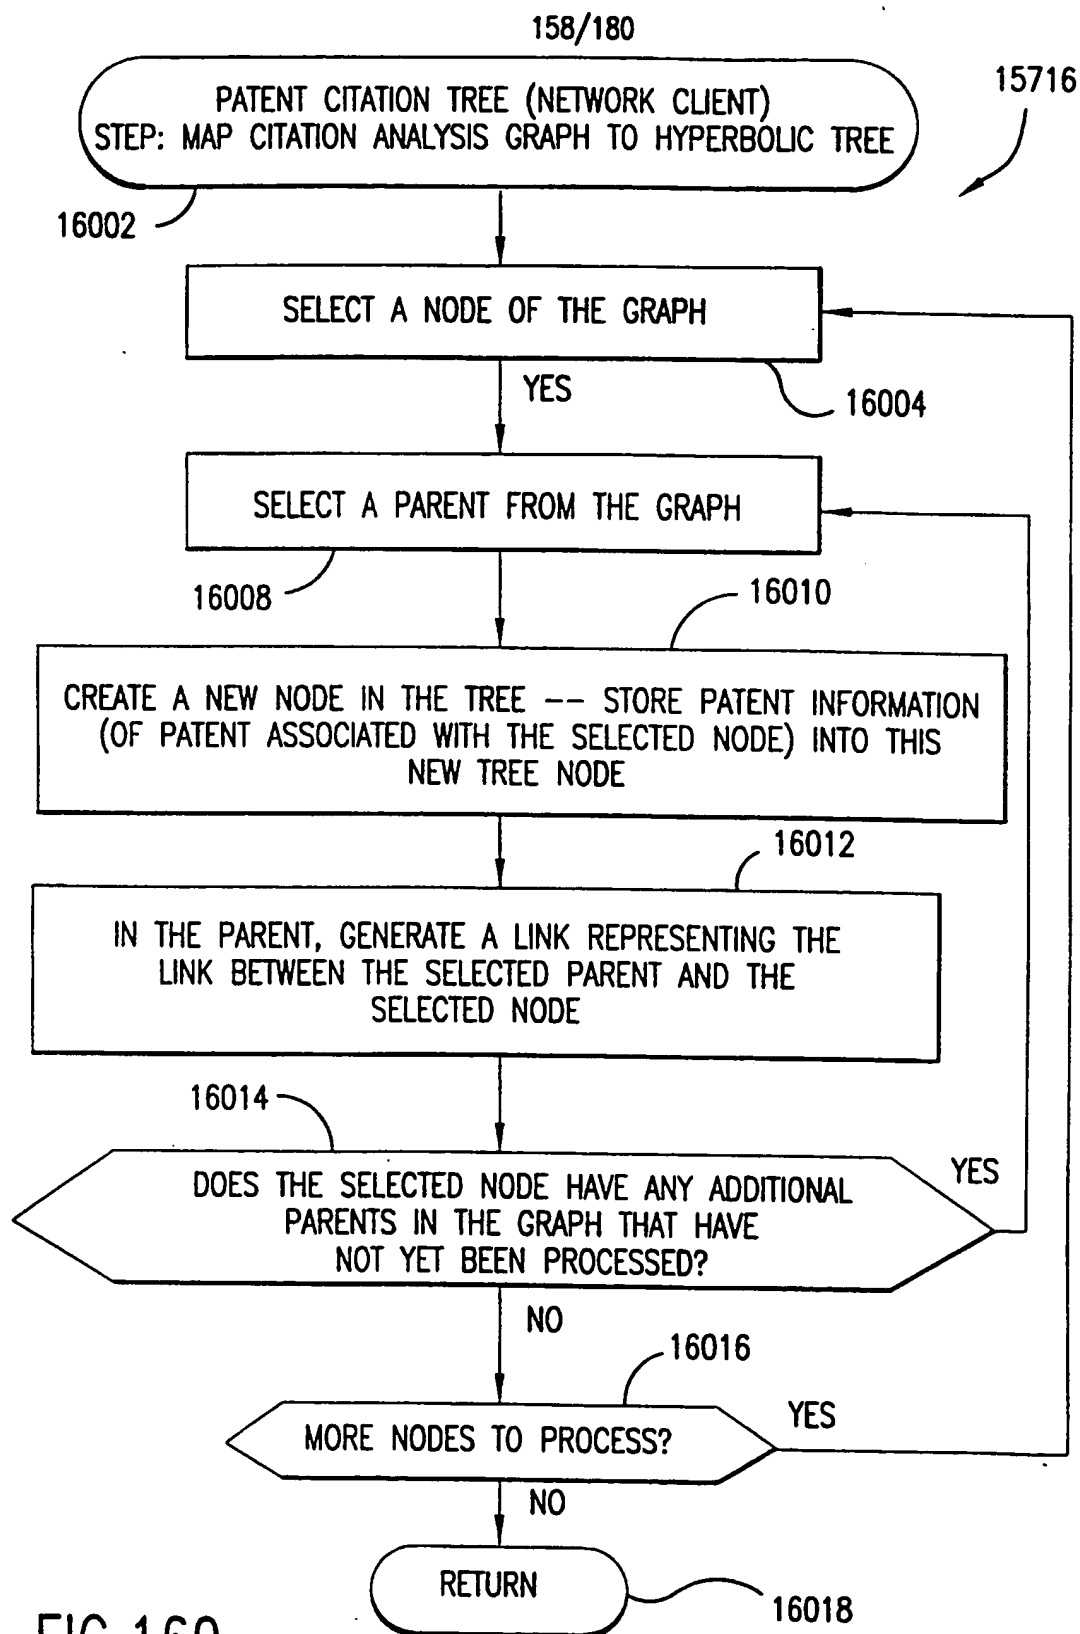 158/180
15716
PATENT CITATION TREE (NETWORK CLIENT)
STEP: MAP CITATION ANALYSIS GRAPH TO HYPERBOLIC TREE
16002
SELECT A NODE OF THE GRAPH
YES
16004
SELECT A PARENT FROM THE GRAPH
16008
16010
CREATE A NEW NODE IN THE TREE -- STORE PATENT INFORMATION
(OF PATENT ASSOCIATED WITH THE SELECTED NODE) INTO THIS
NEW TREE NODE
16012
IN THE PARENT, GENERATE A LINK REPRESENTING THE
LINK BETWEEN THE SELECTED PARENT AND THE
SELECTED NODE
16014
YES
DOES THE SELECTED NODE HAVE ANY ADDITIONAL
PARENTS IN THE GRAPH THAT HAVE
NOT YET BEEN PROCESSED?
NO
16016
YES
MORE NODES TO PROCESS?
NO
RETURN
16018
FIG.160